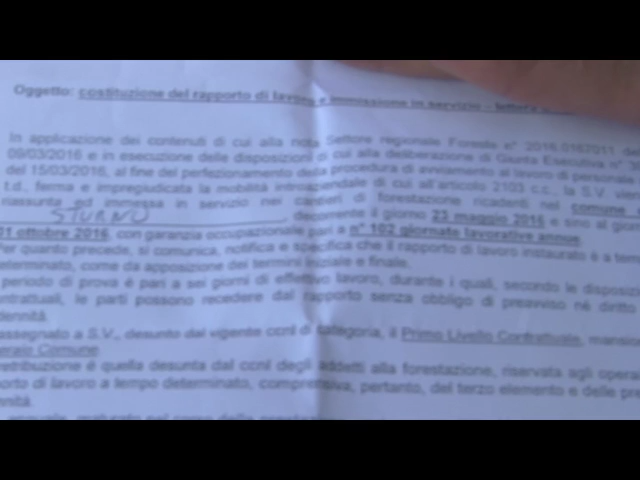 Oggetto: costituzione del rapporto di lavoro e immissione in servizio - lettera
In applicazione dei contenuti di cui alla nota Settore regionale Foreste n° 2016.0167011 del
09/03/2016 e in esecuzione delle disposizioni di cui alla deliberazione di Giunta Esecutiva n°
del 15/03/2016, al fine del perfezionamento della procedura di avviamento al lavoro di personale
t.d., ferma e impregiudicata la mobilità introaziendale di cui all'articolo 2103 c.c., la S.V. viene
riassunta ed immessa in servizio nei cantieri di forestazione ricadenti nel comune
STURNO decorrente il giorno 23 maggio 2016 e sino al
01 ottobre 2016, con garanzia occupazionale pari a n° 102 giornate lavorative annue.
Per quanto precede, si comunica, notifica e specifica che il rapporto di lavoro instaurato è a
determinato, come da apposizione dei termini iniziale e finale.
periodo di prova è pari a sei giorni di effettivo lavoro, durante i quali, secondo le
contrattuali, le parti possono recedere dal rapporto senza obbligo di preavviso né diritto
indennità.
assegnato a S.V., desunto dal vigente ccnl di categoria, il Primo Livello Contrattuale,
Operaio Comune.
retribuzione è quella desunta dal ccnl degli addetti alla forestazione, riservata agli
di lavoro a tempo determinato, comprensiva, pertanto, del terzo elemento e delle